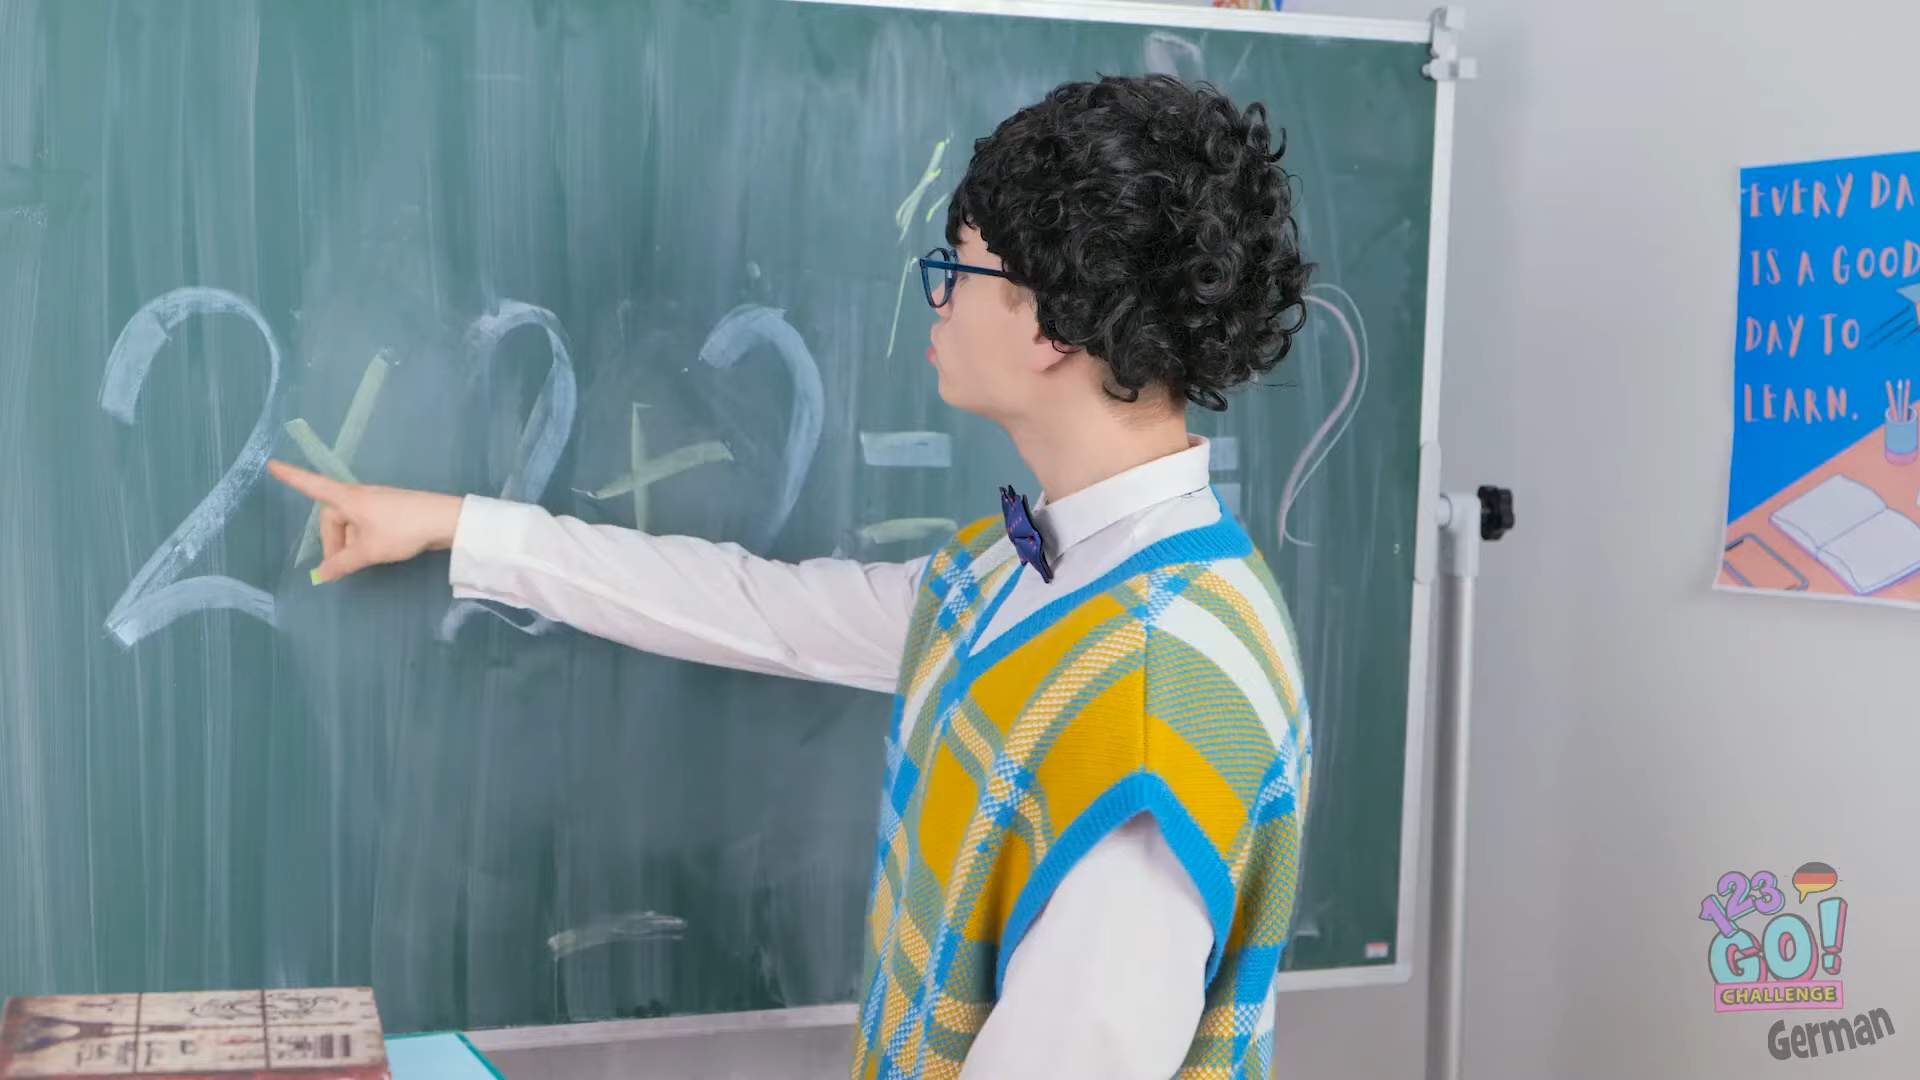 2 × 2 + 2 = ?
EVERY DA
IS A GOOD
DAY TO
LEARN.
123
GO!
CHALLENGE
German